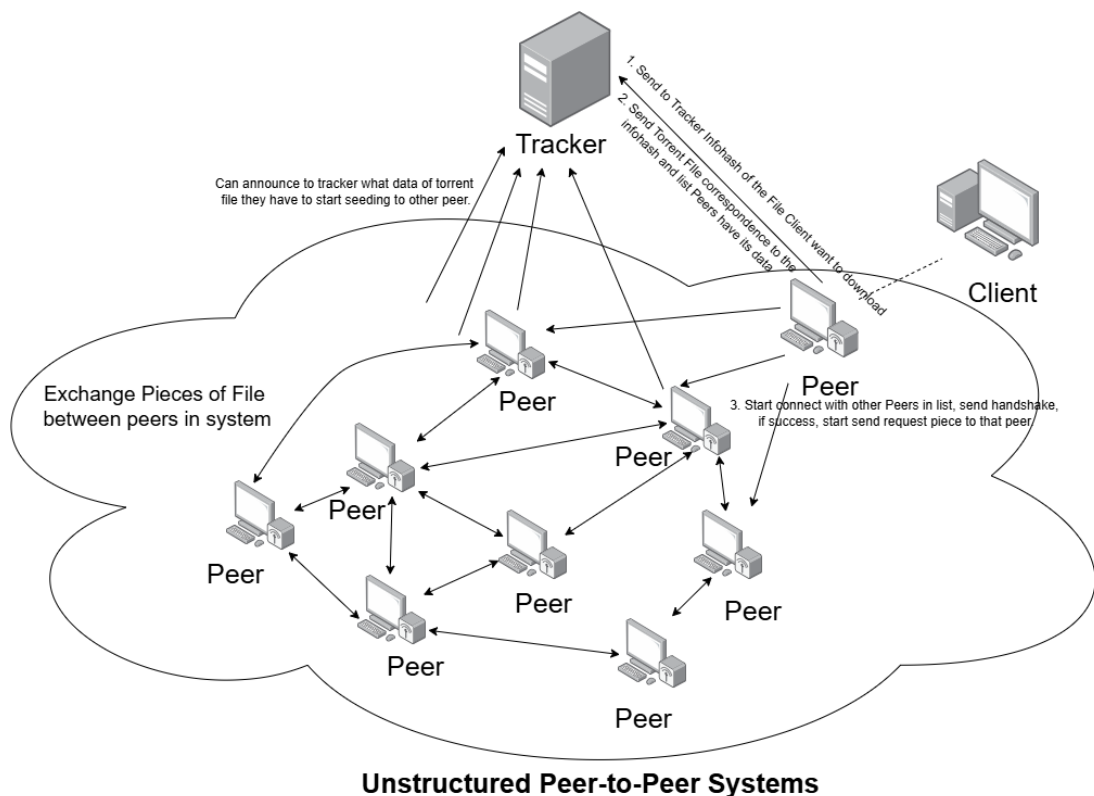 1. Send to Tracker Infohash of the File Client want to download
2. Send Torrent FIle correspondence to the
infohash and list Peers have its data
Tracker
Can announce to tracker what data of torrent
file they have to start seeding to other peer.
Client
Peer
Peer
Exchange Pieces of File
between peers in system
3. Start connect with other Peers in list, send handshake,
if success, start send request piece to that peer.
Peer
Peer
Peer
Peer
Peer
Peer
Peer
Unstructured Peer-to-Peer Systems